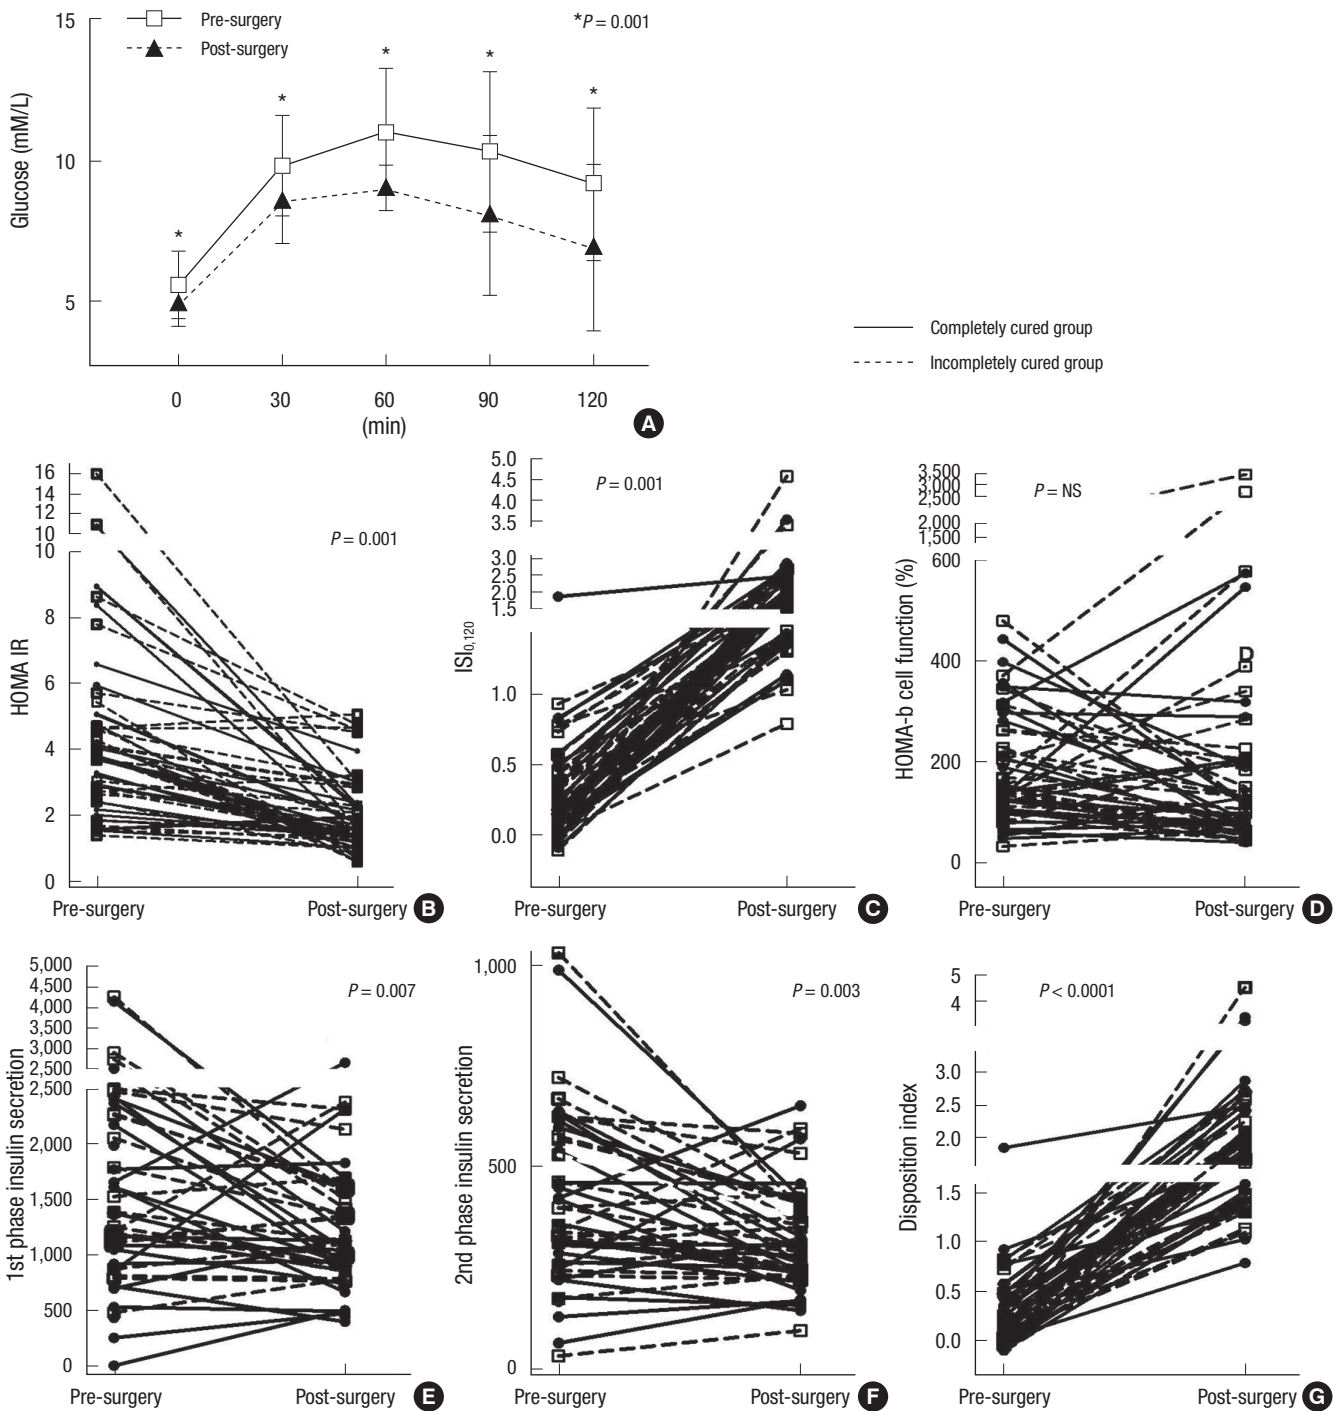 15
Pre-surgery
*P = 0.001
Post-surgery
*
*
*
*
*
Glucose (mM/L)
10
5
0 30 60 90 120
(min)
A
Completely cured group
Incompletely cured group
16
14
12
10
10
8
6
4
2
0
HOMA IR
P = 0.001
Pre-surgery Post-surgery B
5.0
4.5
4.0
3.5
3.0
2.5
2.0
1.5
1.0
0.5
0.0
ISI0,120
P = 0.001
Pre-surgery Post-surgery C
3,500
3,000
2,500
2,000
1,500
600
400
200
0
HOMA-b cell function (%)
P = NS
Pre-surgery Post-surgery D
5,000
4,500
4,000
3,500
3,000
2,500
2,500
2,000
1,500
1,000
500
0
1st phase insulin secretion
P = 0.007
Pre-surgery Post-surgery E
1,000
500
0
2nd phase insulin secretion
P = 0.003
Pre-surgery Post-surgery F
5
4
3.0
2.5
2.0
1.5
1.0
0.5
0.0
Disposition index
P < 0.0001
Pre-surgery Post-surgery G